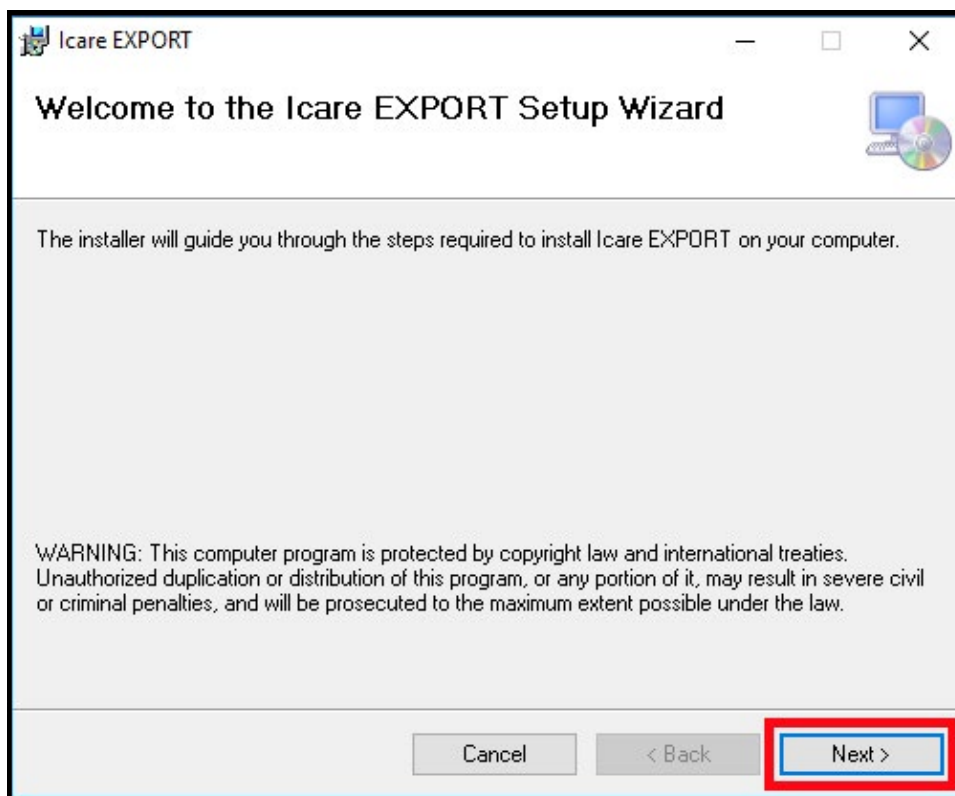 Icare EXPORT
Welcome to the Icare EXPORT Setup Wizard
The installer will guide you through the steps required to install Icare EXPORT on your computer.
WARNING: This computer program is protected by copyright law and international treaties.
Unauthorized duplication or distribution of this program, or any portion of it, may result in severe civil
or criminal penalties, and will be prosecuted to the maximum extent possible under the law.
Cancel < Back Next >